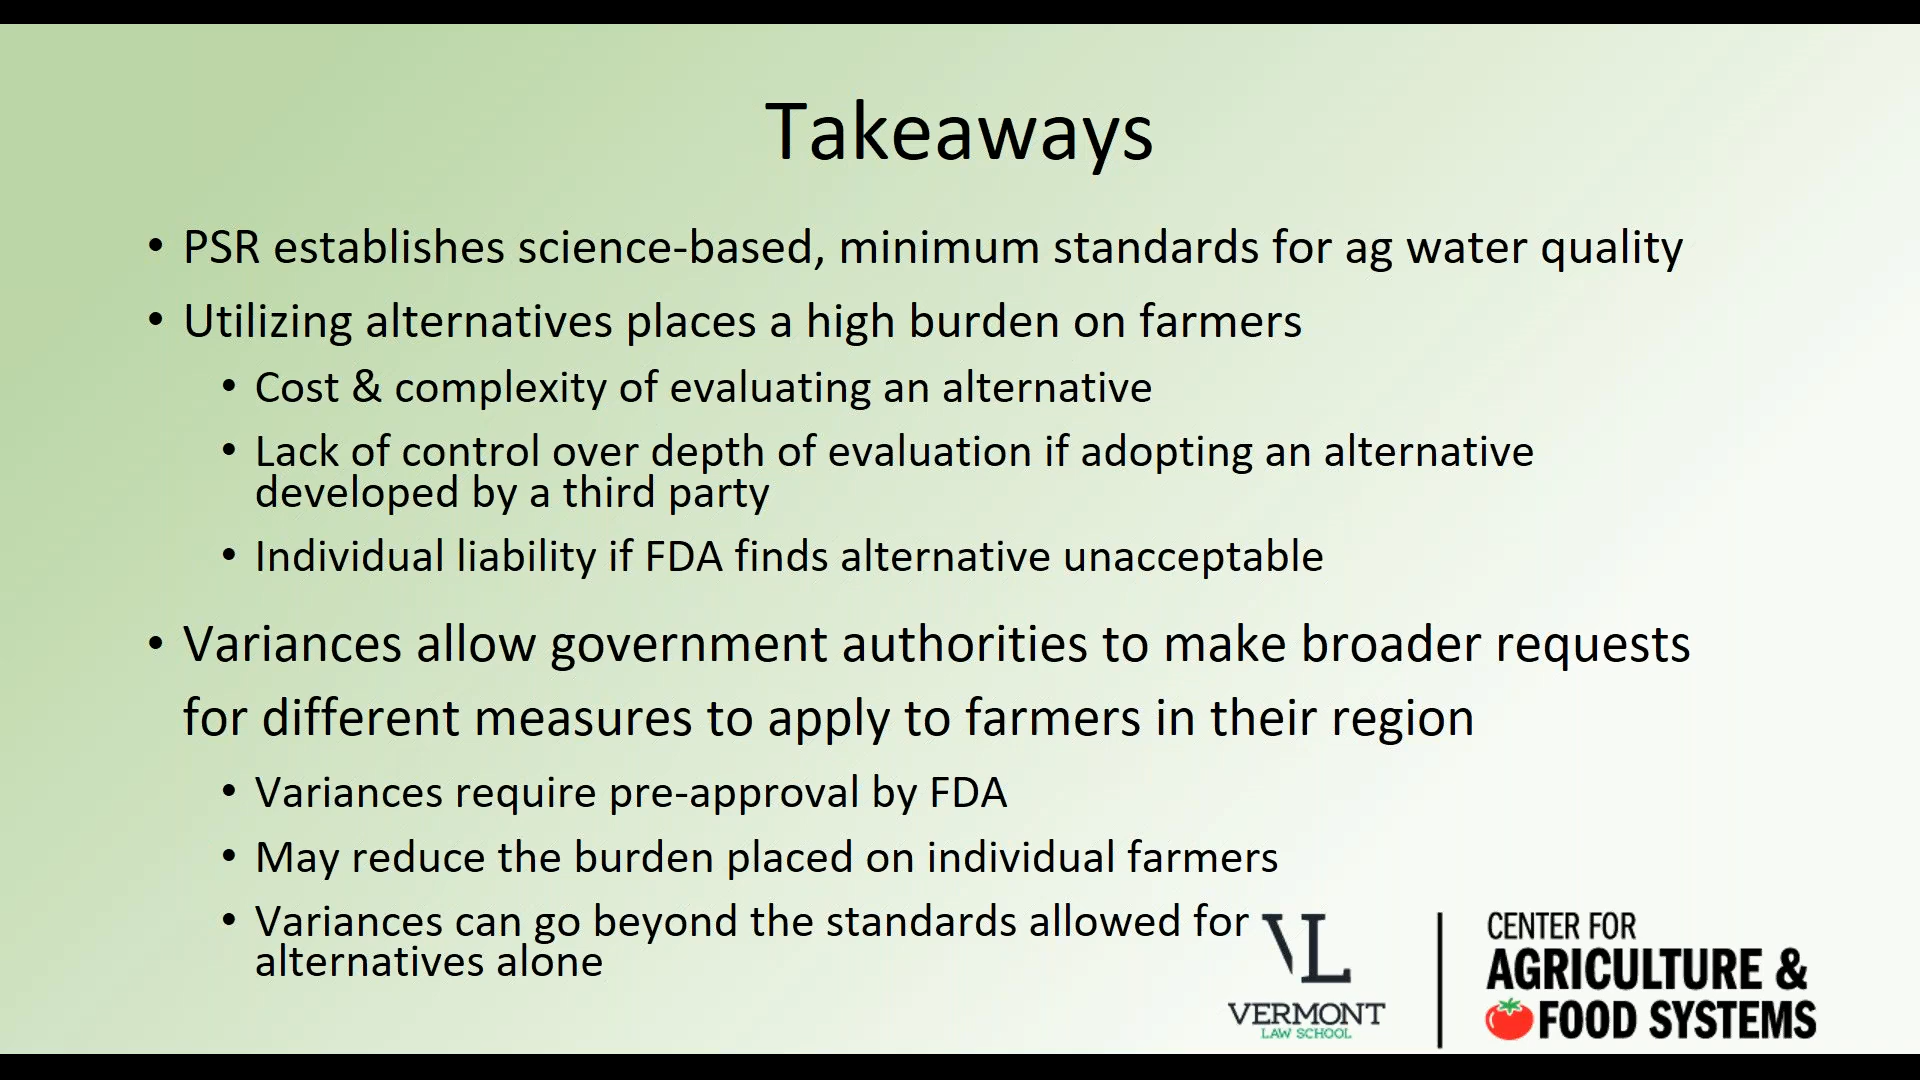 Takeaways
• PSR establishes science-based, minimum standards for ag water quality
• Utilizing alternatives places a high burden on farmers
• Cost & complexity of evaluating an alternative
• Lack of control over depth of evaluation if adopting an alternative
developed by a third party
• Individual liability if FDA finds alternative unacceptable
• Variances allow government authorities to make broader requests
for different measures to apply to farmers in their region
• Variances require pre-approval by FDA
• May reduce the burden placed on individual farmers
• Variances can go beyond the standards allowed for
alternatives alone
VL
VERMONT
LAW SCHOOL
CENTER FOR
AGRICULTURE &
FOOD SYSTEMS